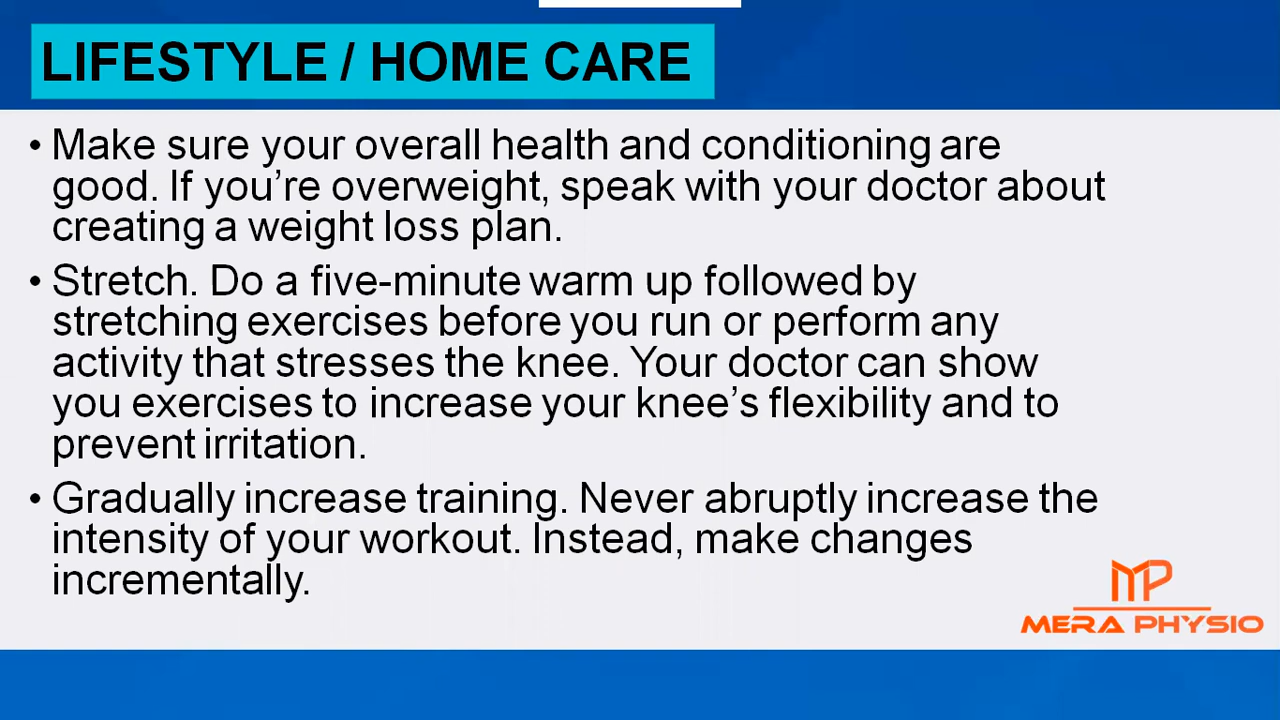 LIFESTYLE / HOME CARE
• Make sure your overall health and conditioning are
good. If you’re overweight, speak with your doctor about
creating a weight loss plan.
• Stretch. Do a five-minute warm up followed by
stretching exercises before you run or perform any
activity that stresses the knee. Your doctor can show
you exercises to increase your knee’s flexibility and to
prevent irritation.
• Gradually increase training. Never abruptly increase the
intensity of your workout. Instead, make changes
incrementally.
MP
MERA PHYSIO